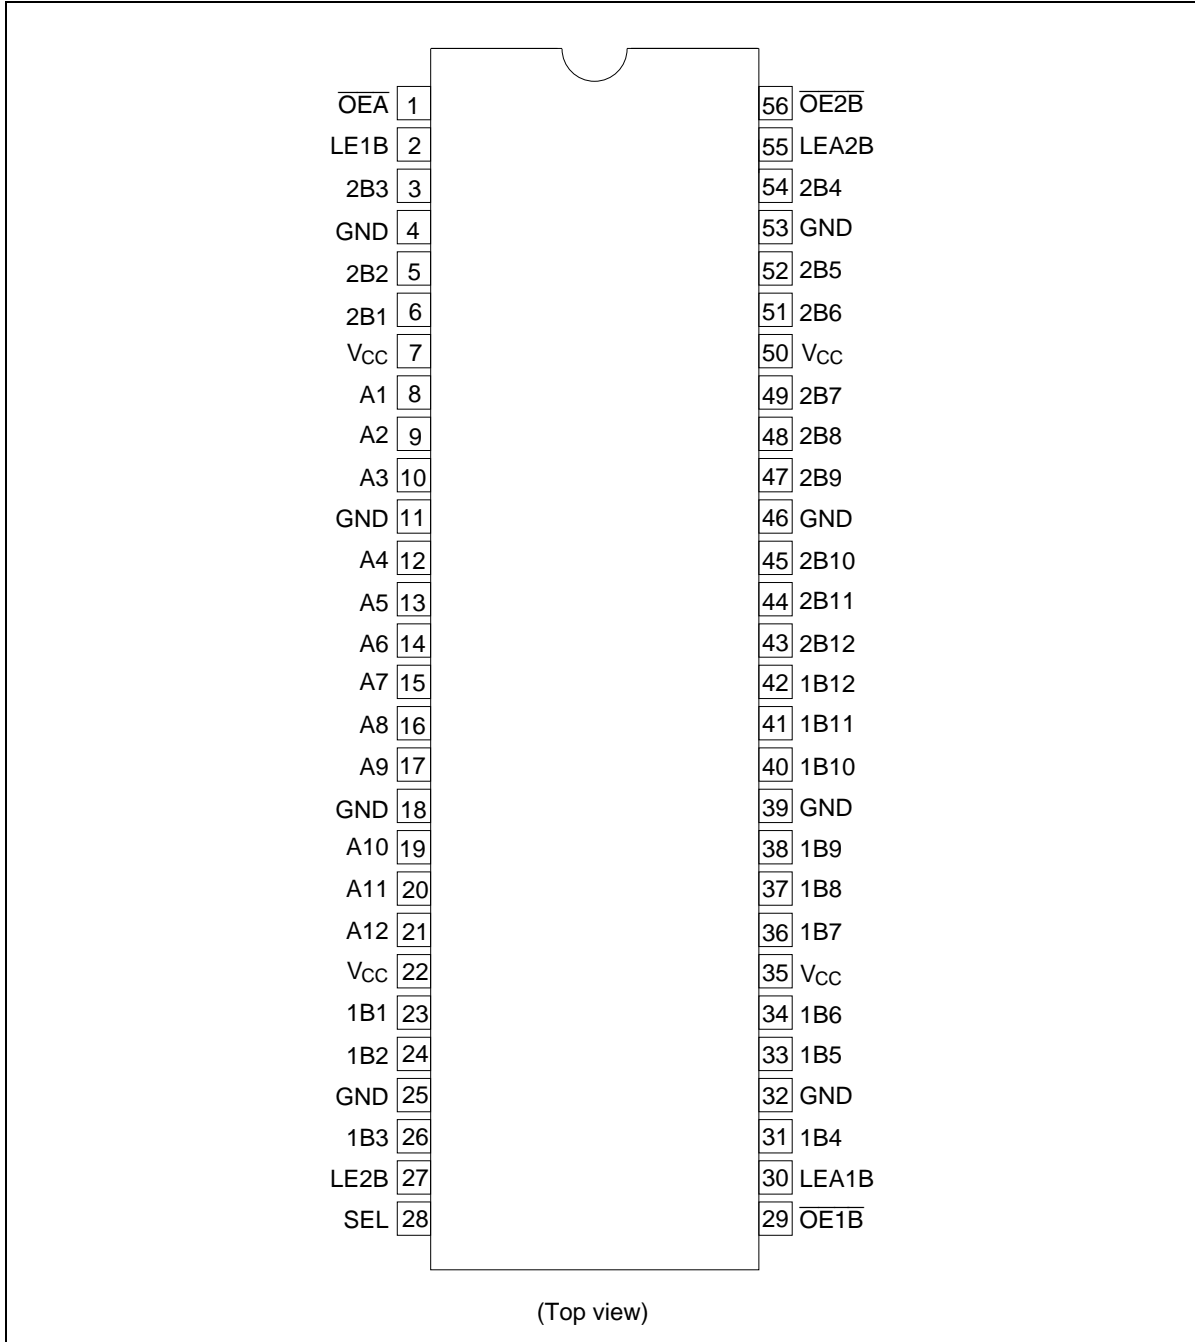 O̅E̅A̅ 1 56 O̅E̅2̅B̅
LE1B 2 55 LEA2B
2B3 3 54 2B4
GND 4 53 GND
2B2 5 52 2B5
2B1 6 51 2B6
VCC 7 50 VCC
A1 8 49 2B7
A2 9 48 2B8
A3 10 47 2B9
GND 11 46 GND
A4 12 45 2B10
A5 13 44 2B11
A6 14 43 2B12
A7 15 42 1B12
A8 16 41 1B11
A9 17 40 1B10
GND 18 39 GND
A10 19 38 1B9
A11 20 37 1B8
A12 21 36 1B7
VCC 22 35 VCC
1B1 23 34 1B6
1B2 24 33 1B5
GND 25 32 GND
1B3 26 31 1B4
LE2B 27 30 LEA1B
SEL 28 29 O̅E̅1̅B̅
(Top view)